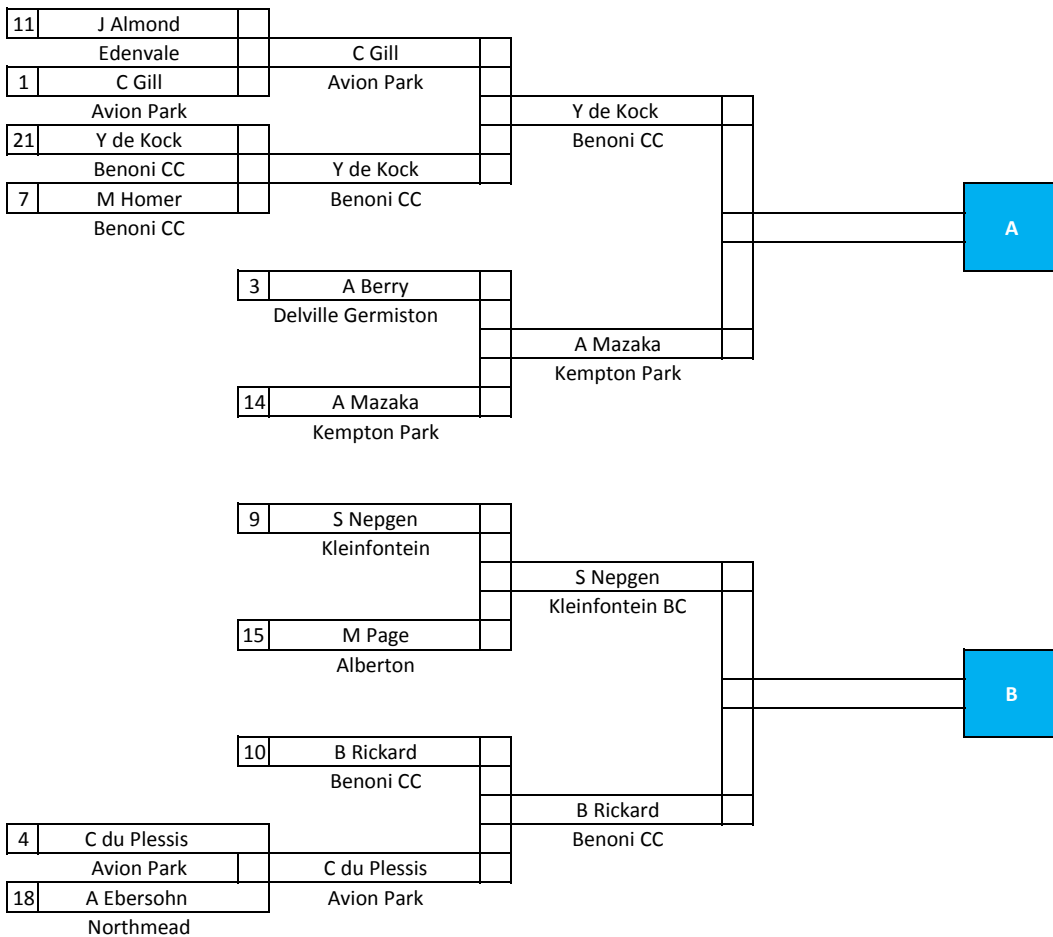 11 J Almond
Edenvale C Gill
1 C Gill Avion Park
Avion Park Y de Kock
21 Y de Kock Benoni CC
Benoni CC Y de Kock
7 M Homer Benoni CC
Benoni CC
A
3 A Berry
Delville Germiston
A Mazaka
Kempton Park
14 A Mazaka
Kempton Park
9 S Nepgen
Kleinfontein
S Nepgen
Kleinfontein BC
15 M Page
Alberton
B
10 B Rickard
Benoni CC
B Rickard
4 C du Plessis Benoni CC
Avion Park C du Plessis
18 A Ebersohn Avion Park
Northmead